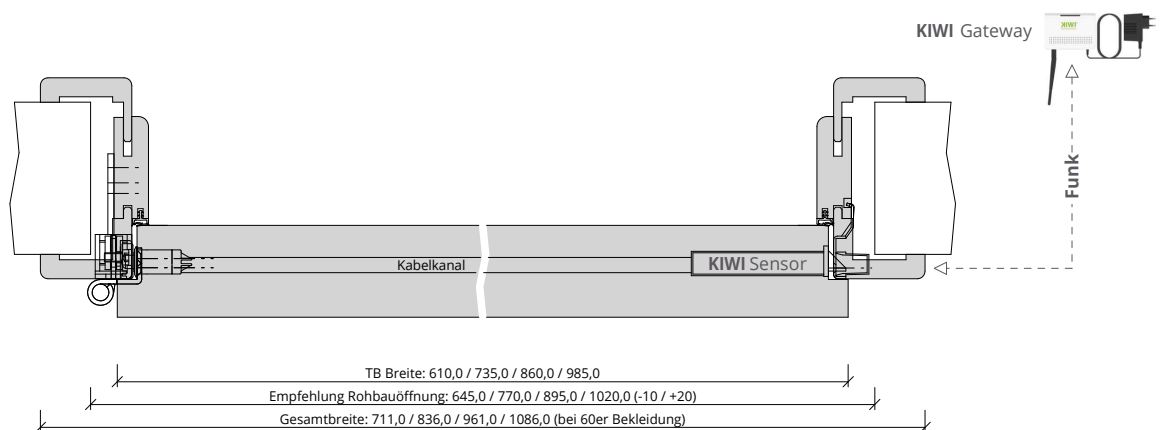 KIWI Gateway
KIWI
Funk
Kabelkanal
KIWI Sensor
TB Breite: 610,0 / 735,0 / 860,0 / 985,0
Empfehlung Rohbauöffnung: 645,0 / 770,0 / 895,0 / 1020,0 (-10 / +20)
Gesamtbreite: 711,0 / 836,0 / 961,0 / 1086,0 (bei 60er Bekleidung)